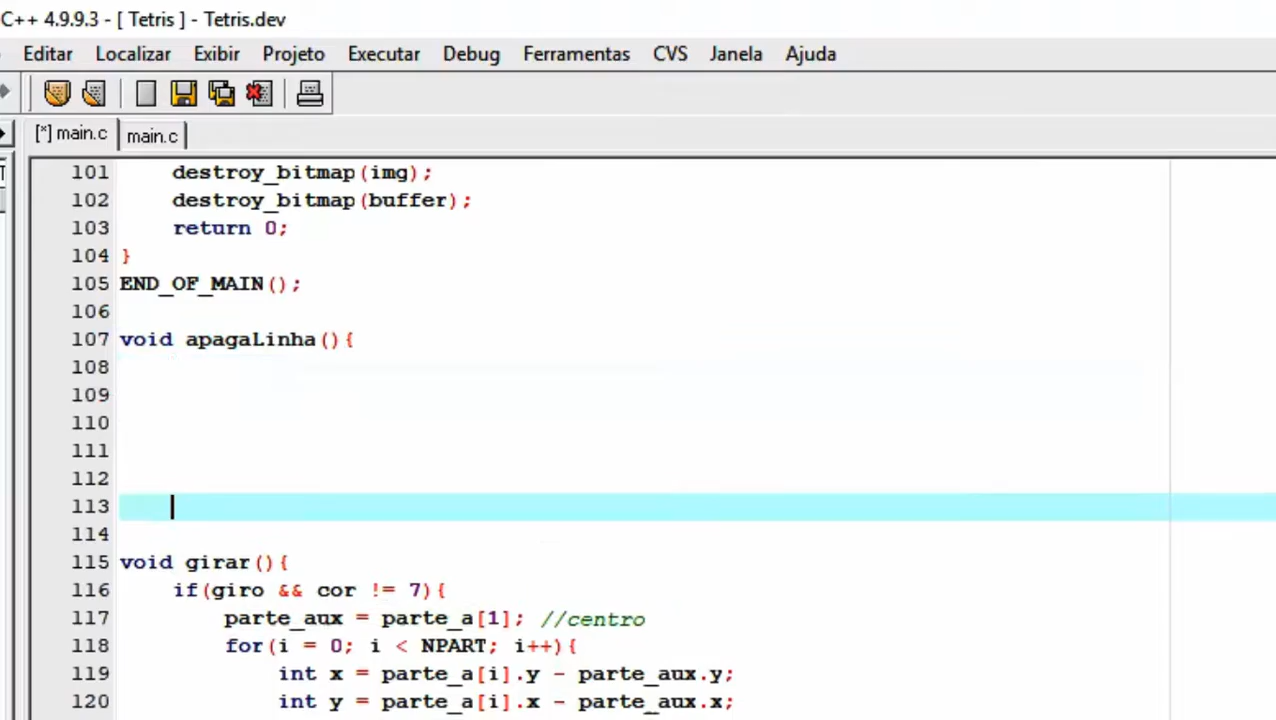 C++ 4.9.9.3 - [ Tetris ] - Tetris.dev
Editar Localizar Exibir Projeto Executar Debug Ferramentas CVS Janela Ajuda
[*] main.c main.c
101 destroy_bitmap(img);
102 destroy_bitmap(buffer);
103 return 0;
104 }
105 END_OF_MAIN();
106
107 void apagaLinha(){
108
109
110
111
112
113
114
115 void girar(){
116 if(giro && cor != 7){
117 parte_aux = parte_a[1]; //centro
118 for(i = 0; i < NPART; i++){
119 int x = parte_a[i].y - parte_aux.y;
120 int y = parte_a[i].x - parte_aux.x;